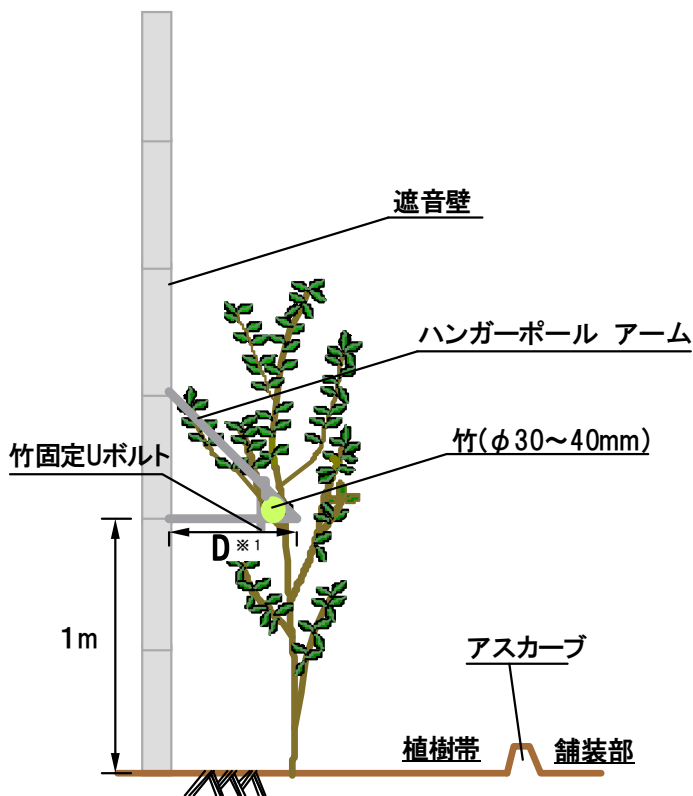 遮音壁
ハンガーポール アーム
竹固定Uボルト
竹(φ30~40mm)
D※1
1m
アスカーブ
植樹帯
舗装部